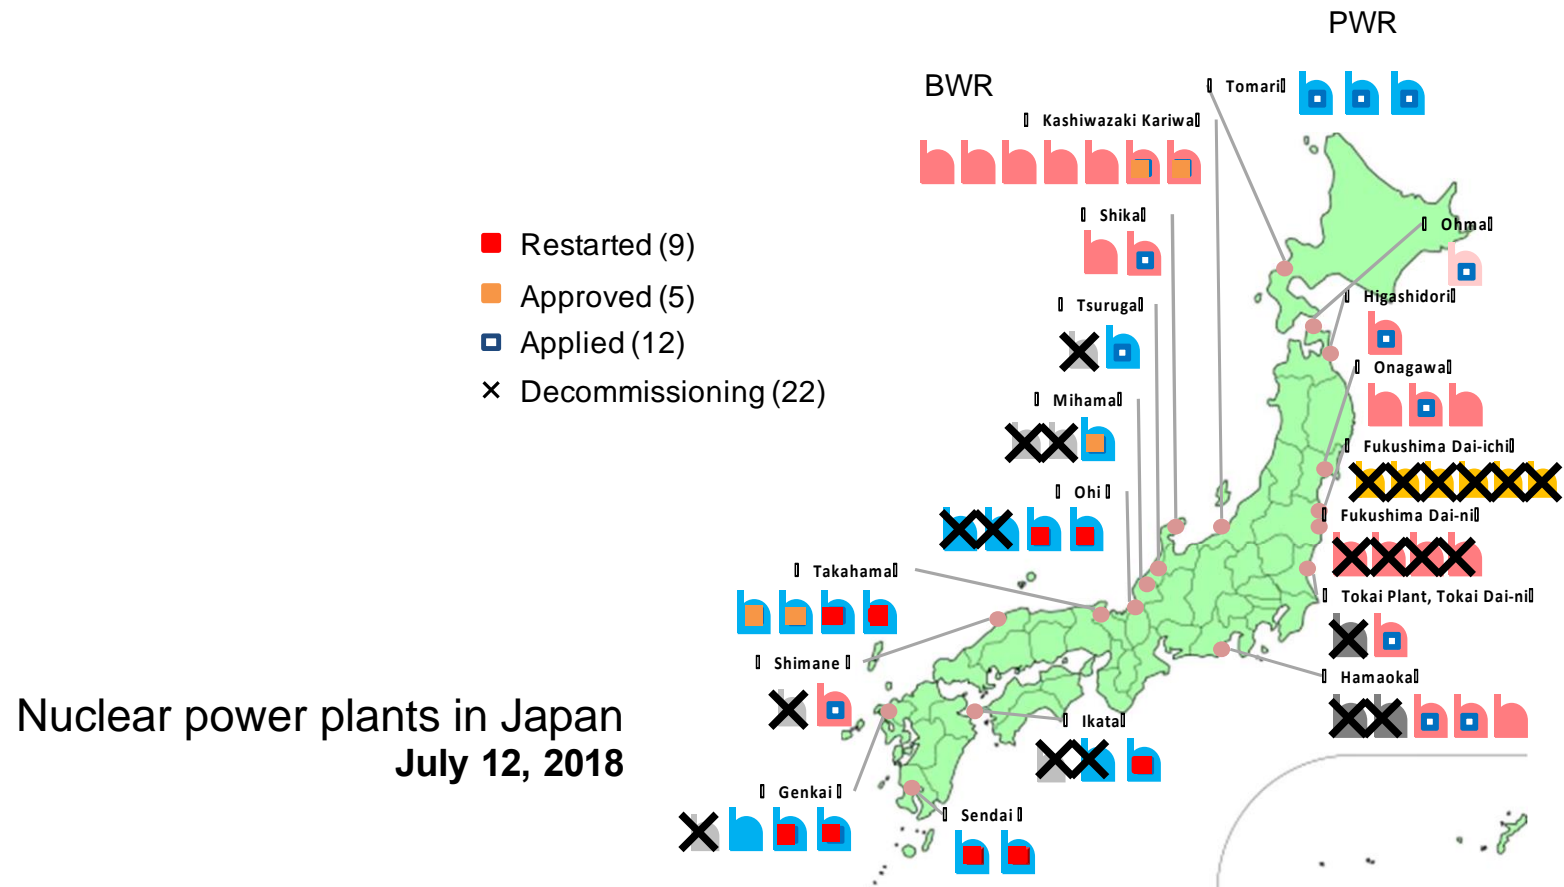 PWR
BWR
Tomari
Kashiwazaki Kariwa
Shika
Ohma
Restarted (9)
Higashidori
Approved (5)
Tsuruga
Applied (12)
Onagawa
Decommissioning (22)
Mihama
Fukushima Dai-ichi
Ohi
Fukushima Dai-ni
Takahama
Tokai Plant, Tokai Dai-ni
Shimane
Hamaoka
Nuclear power plants in Japan
July 12, 2018
Ikata
Genkai
Sendai